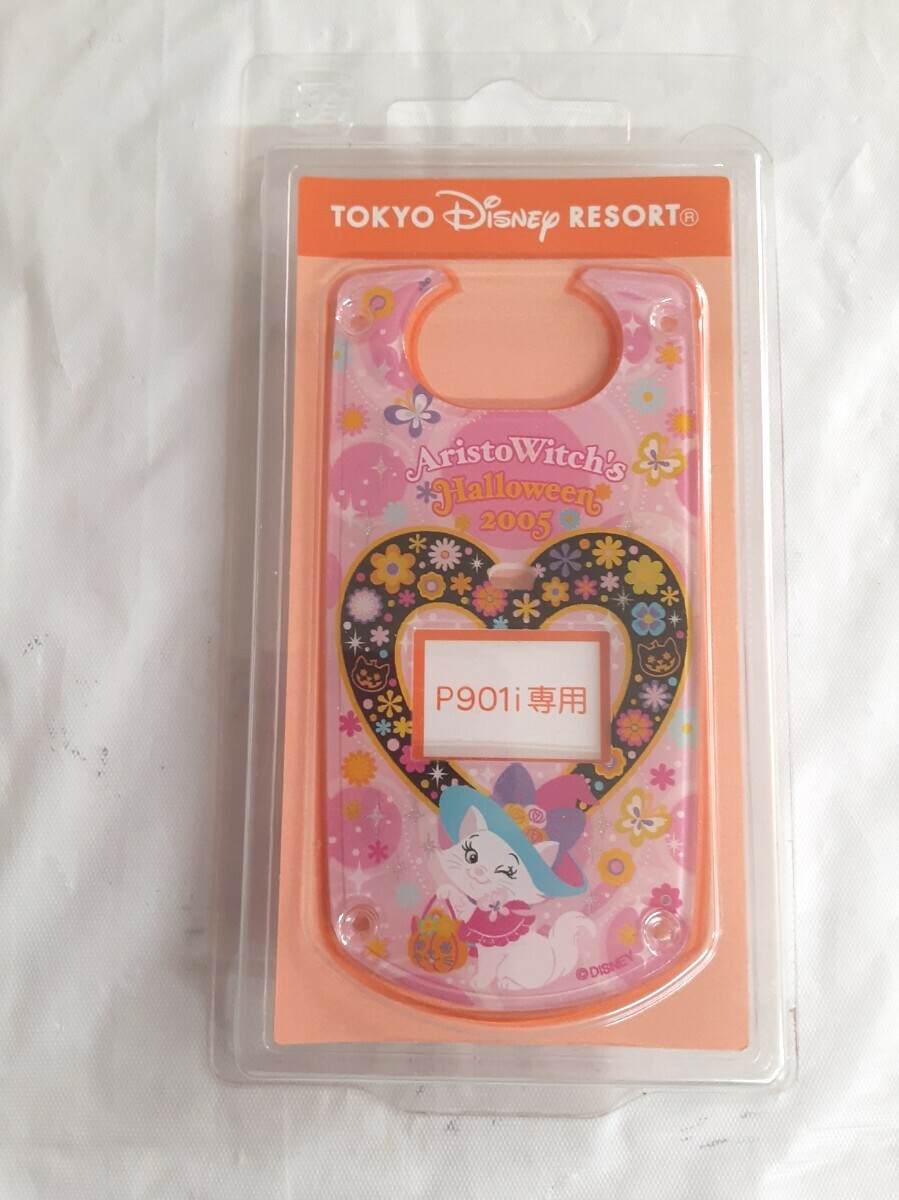 TOKYO Disney RESORT®
AristoWitch's
Halloween
2005
P901i専用
©DISNEY